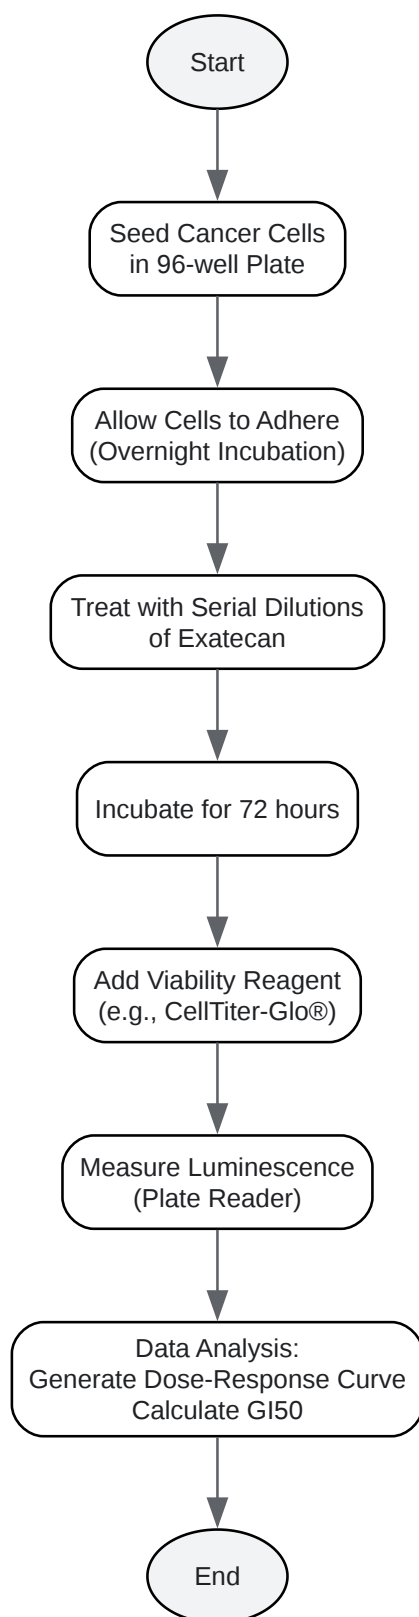 Start
Seed Cancer Cells
in 96-well Plate
Allow Cells to Adhere
(Overnight Incubation)
Treat with Serial Dilutions
of Exatecan
Incubate for 72 hours
Add Viability Reagent
(e.g., CellTiter-Glo®)
Measure Luminescence
(Plate Reader)
Data Analysis:
Generate Dose-Response Curve
Calculate GI50
End